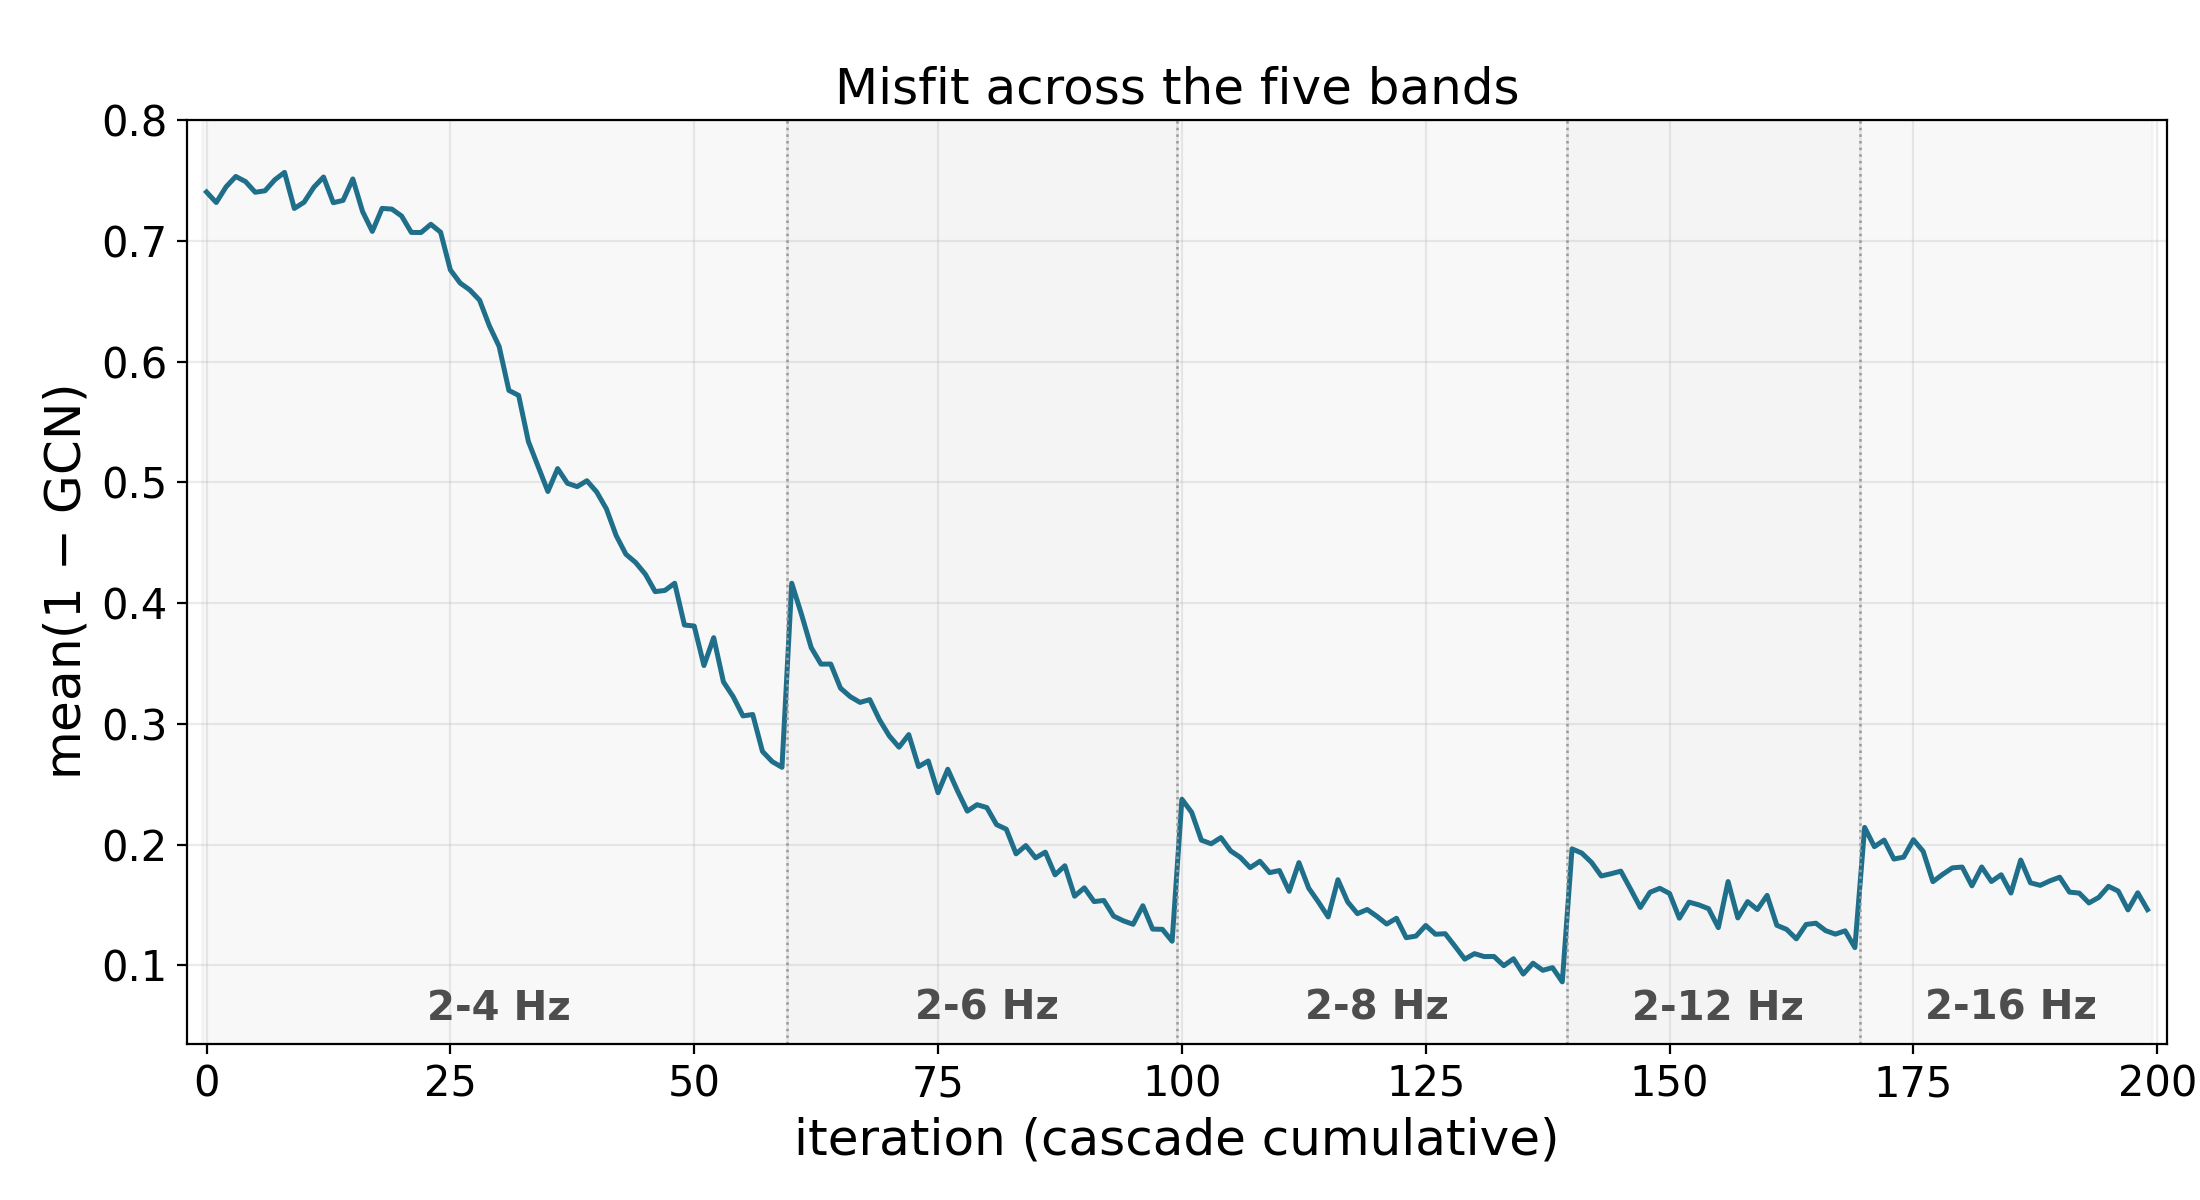 Misfit across the five bands
mean(1 − GCN)
0.8
0.7
0.6
0.5
0.4
0.3
0.2
0.1
2-4 Hz
2-6 Hz
2-8 Hz
2-12 Hz
2-16 Hz
0 25 50 75 100 125 150 175 200
iteration (cascade cumulative)